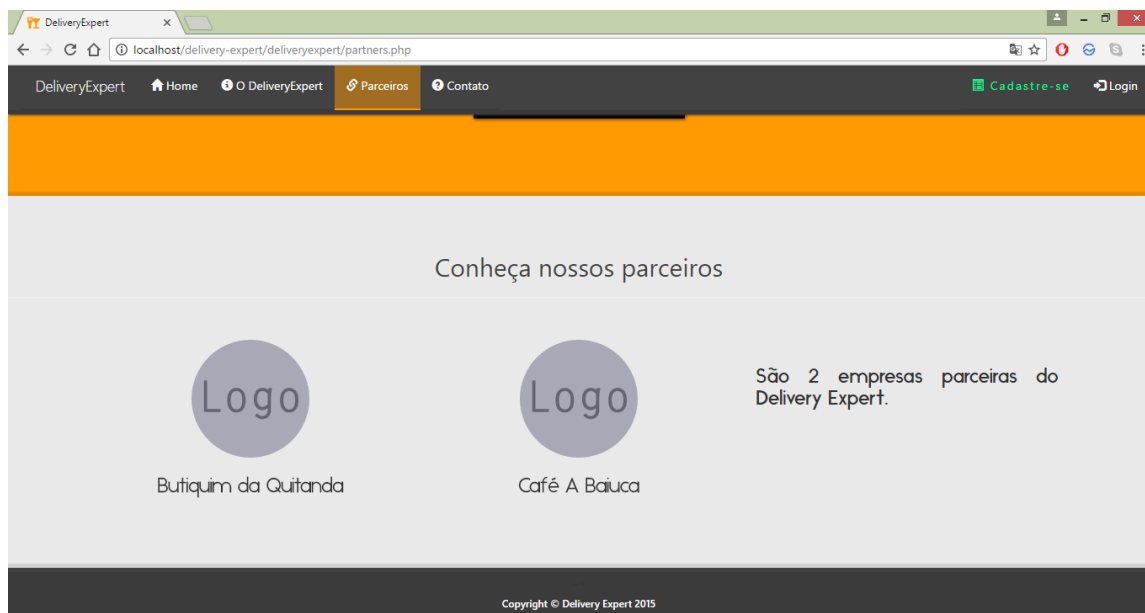 DeliveryExpert
localhost/delivery-expert/deliveryexpert/partners.php
DeliveryExpert Home O DeliveryExpert Parceiros Contato Cadastre-se Login
Conheça nossos parceiros
Logo
Butiquim da Quitanda
Logo
Café A Baiuca
São 2 empresas parceiras do
Delivery Expert.
Copyright © Delivery Expert 2015